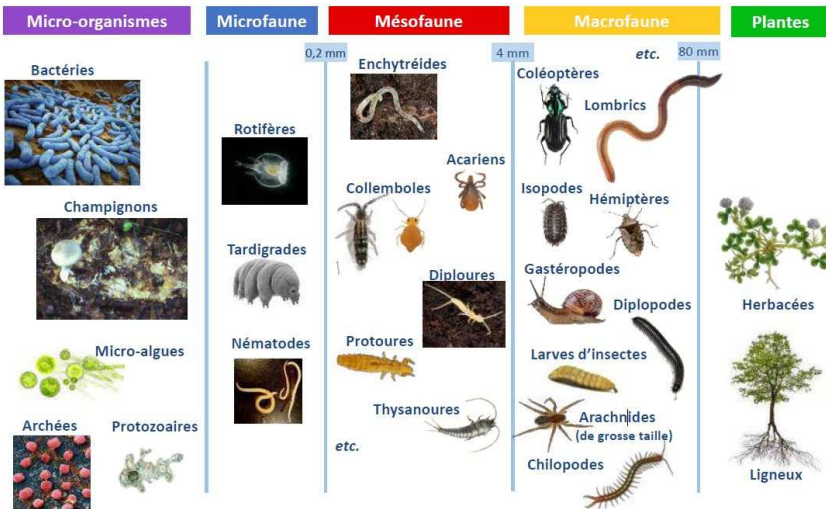 Micro-organismes
Microfaune
Mésofaune
Macrofaune
Plantes
0,2 mm
4 mm
80 mm
Bactéries
Champignons
Micro-algues
Archées
Protozoaires
Rotifères
Tardigrades
Nématodes
Enchytréides
Acariens
Collemboles
Diploures
Protoures
Thysanoures
etc.
etc.
Coléoptères
Lombrics
Isopodes
Hémiptères
Gastéropodes
Diplopodes
Larves d'insectes
Arachnides
(de grosse taille)
Chilopodes
Herbacées
Ligneux